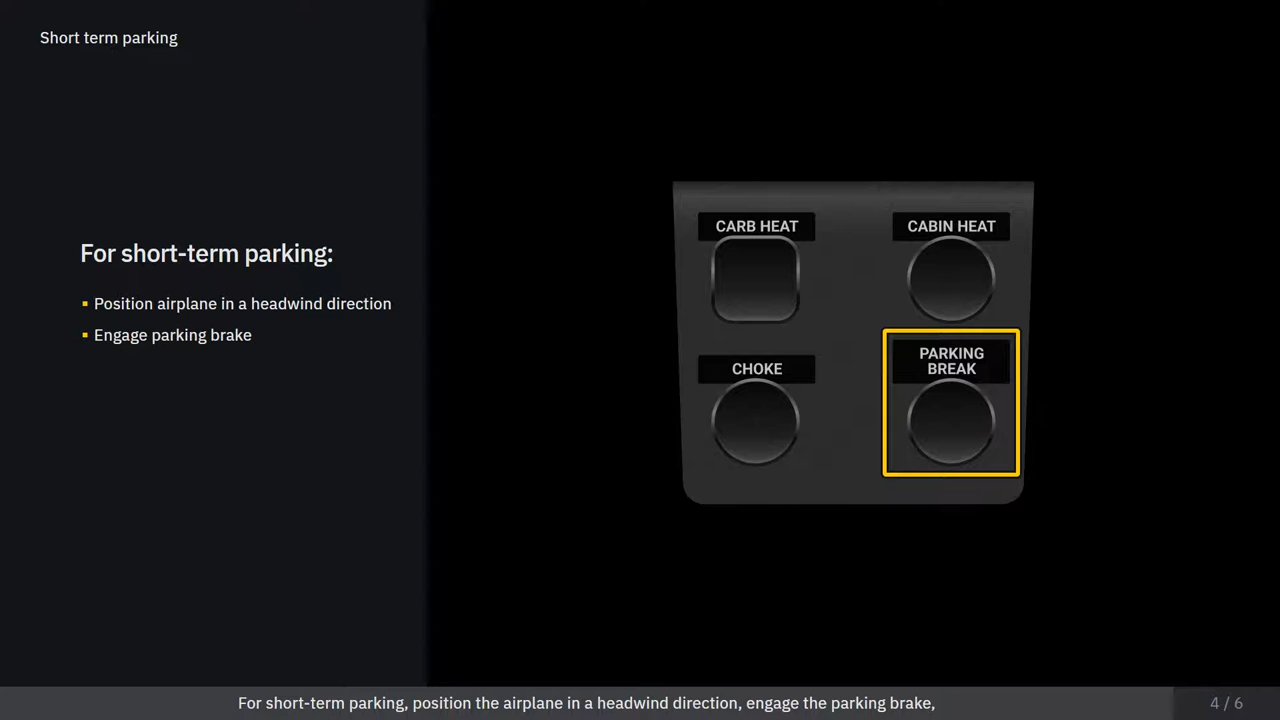 Short term parking
For short-term parking:
Position airplane in a headwind direction
Engage parking brake
CARB HEAT
CABIN HEAT
CHOKE
PARKING
BREAK
For short-term parking, position the airplane in a headwind direction, engage the parking brake,
4 / 6